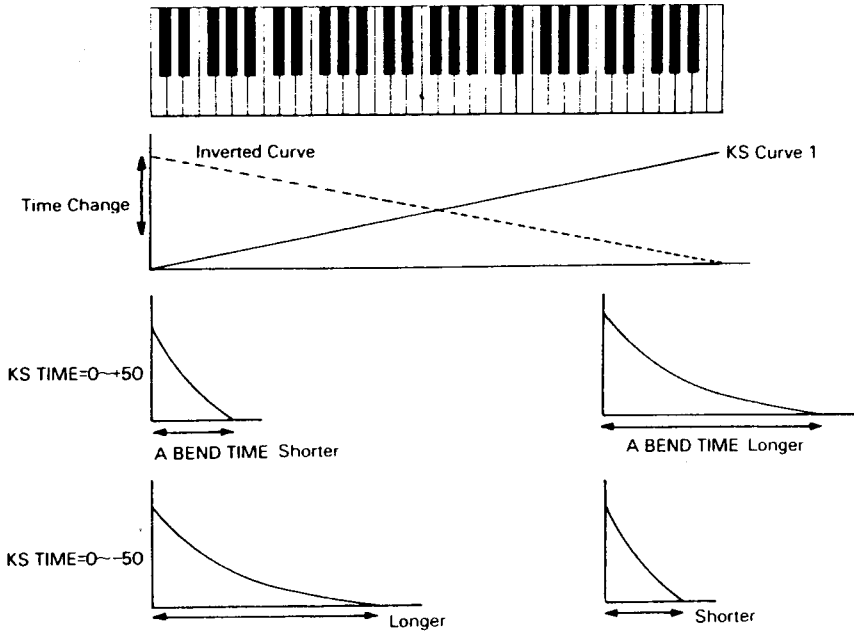 Inverted Curve
KS Curve 1
Time Change
KS TIME=0~+50
A BEND TIME Shorter
A BEND TIME Longer
KS TIME=0~-50
Longer
Shorter